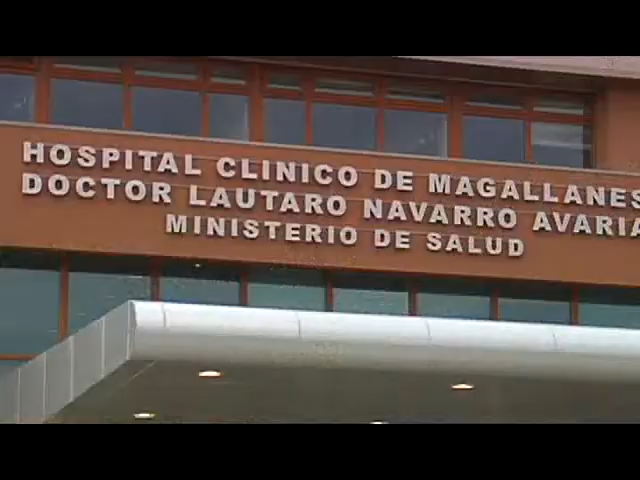 HOSPITAL CLINICO DE MAGALLANES
DOCTOR LAUTARO NAVARRO AVARIA
MINISTERIO DE SALUD